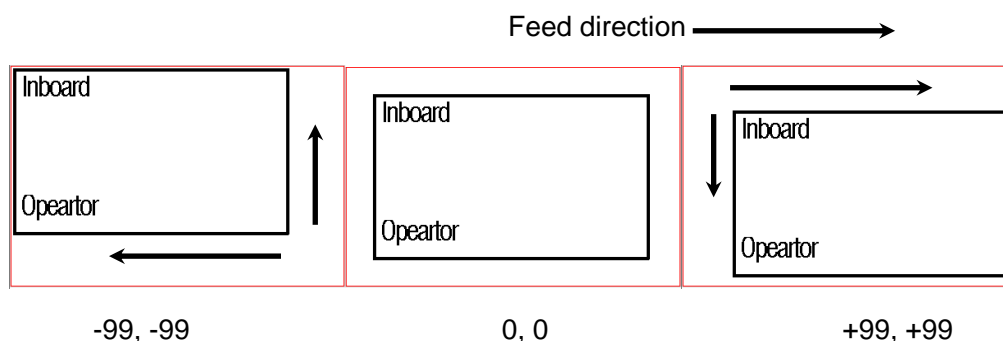 Feed direction
Inboard
Opeartor
Inboard
Opeartor
Inboard
Opeartor
-99, -99
0, 0
+99, +99